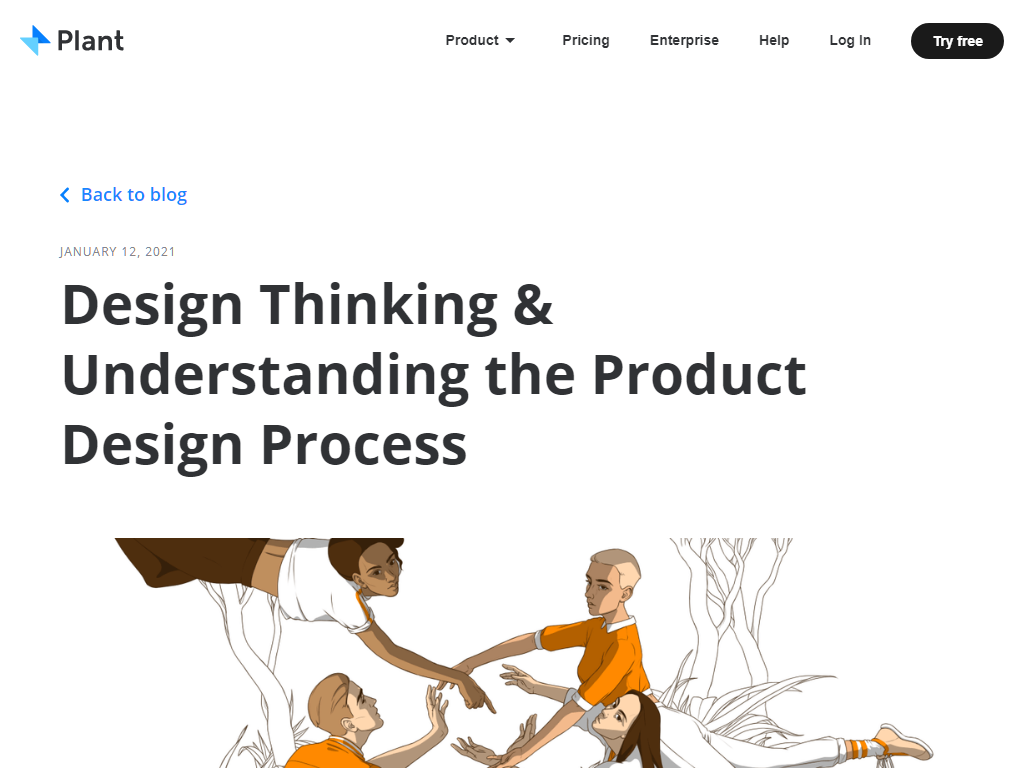 Plant
Product
Pricing
Enterprise
Help
Log In
Try free
Back to blog
JANUARY 12, 2021
Design Thinking &
Understanding the Product
Design Process